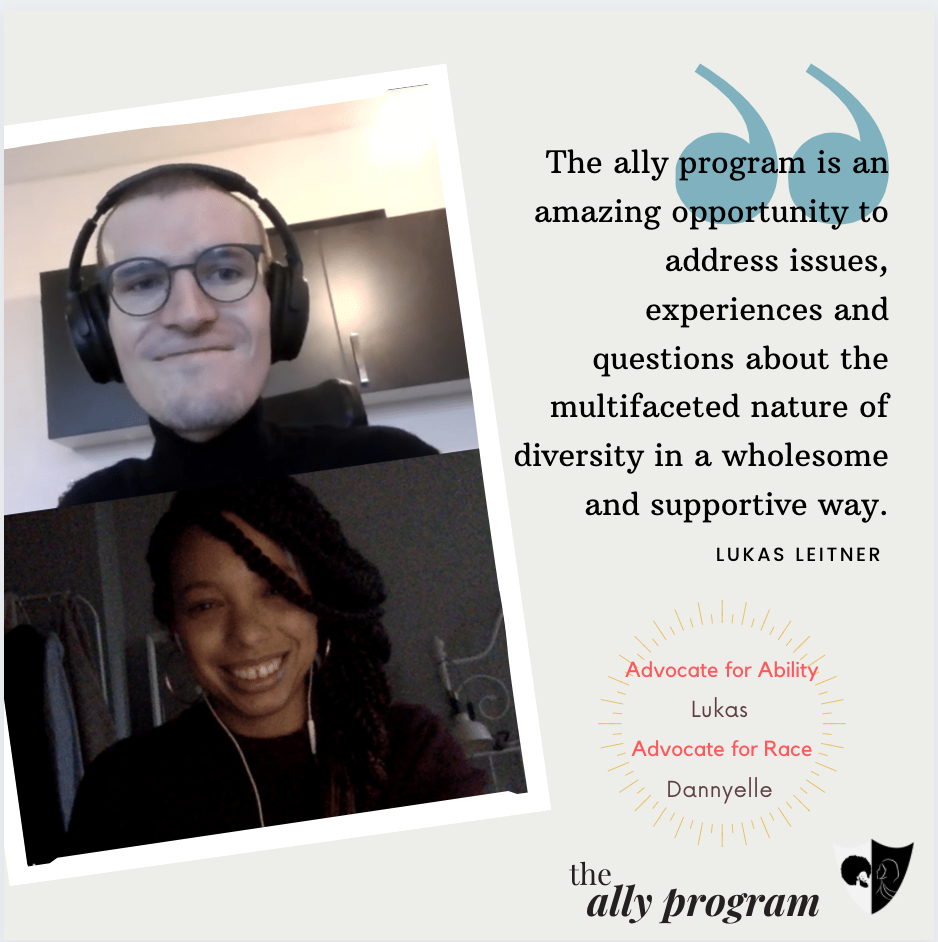 The ally program is an
amazing opportunity to
address issues,
experiences and
questions about the
multifaceted nature of
diversity in a wholesome
and supportive way.
LUKAS LEITNER
Advocate for Ability
Lukas
Advocate for Race
Dannyelle
the
ally program